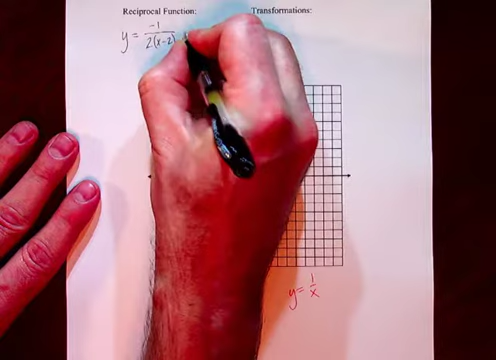 Reciprocal Function: Transformations:
y = -1/2(x-2)
y = 1/x